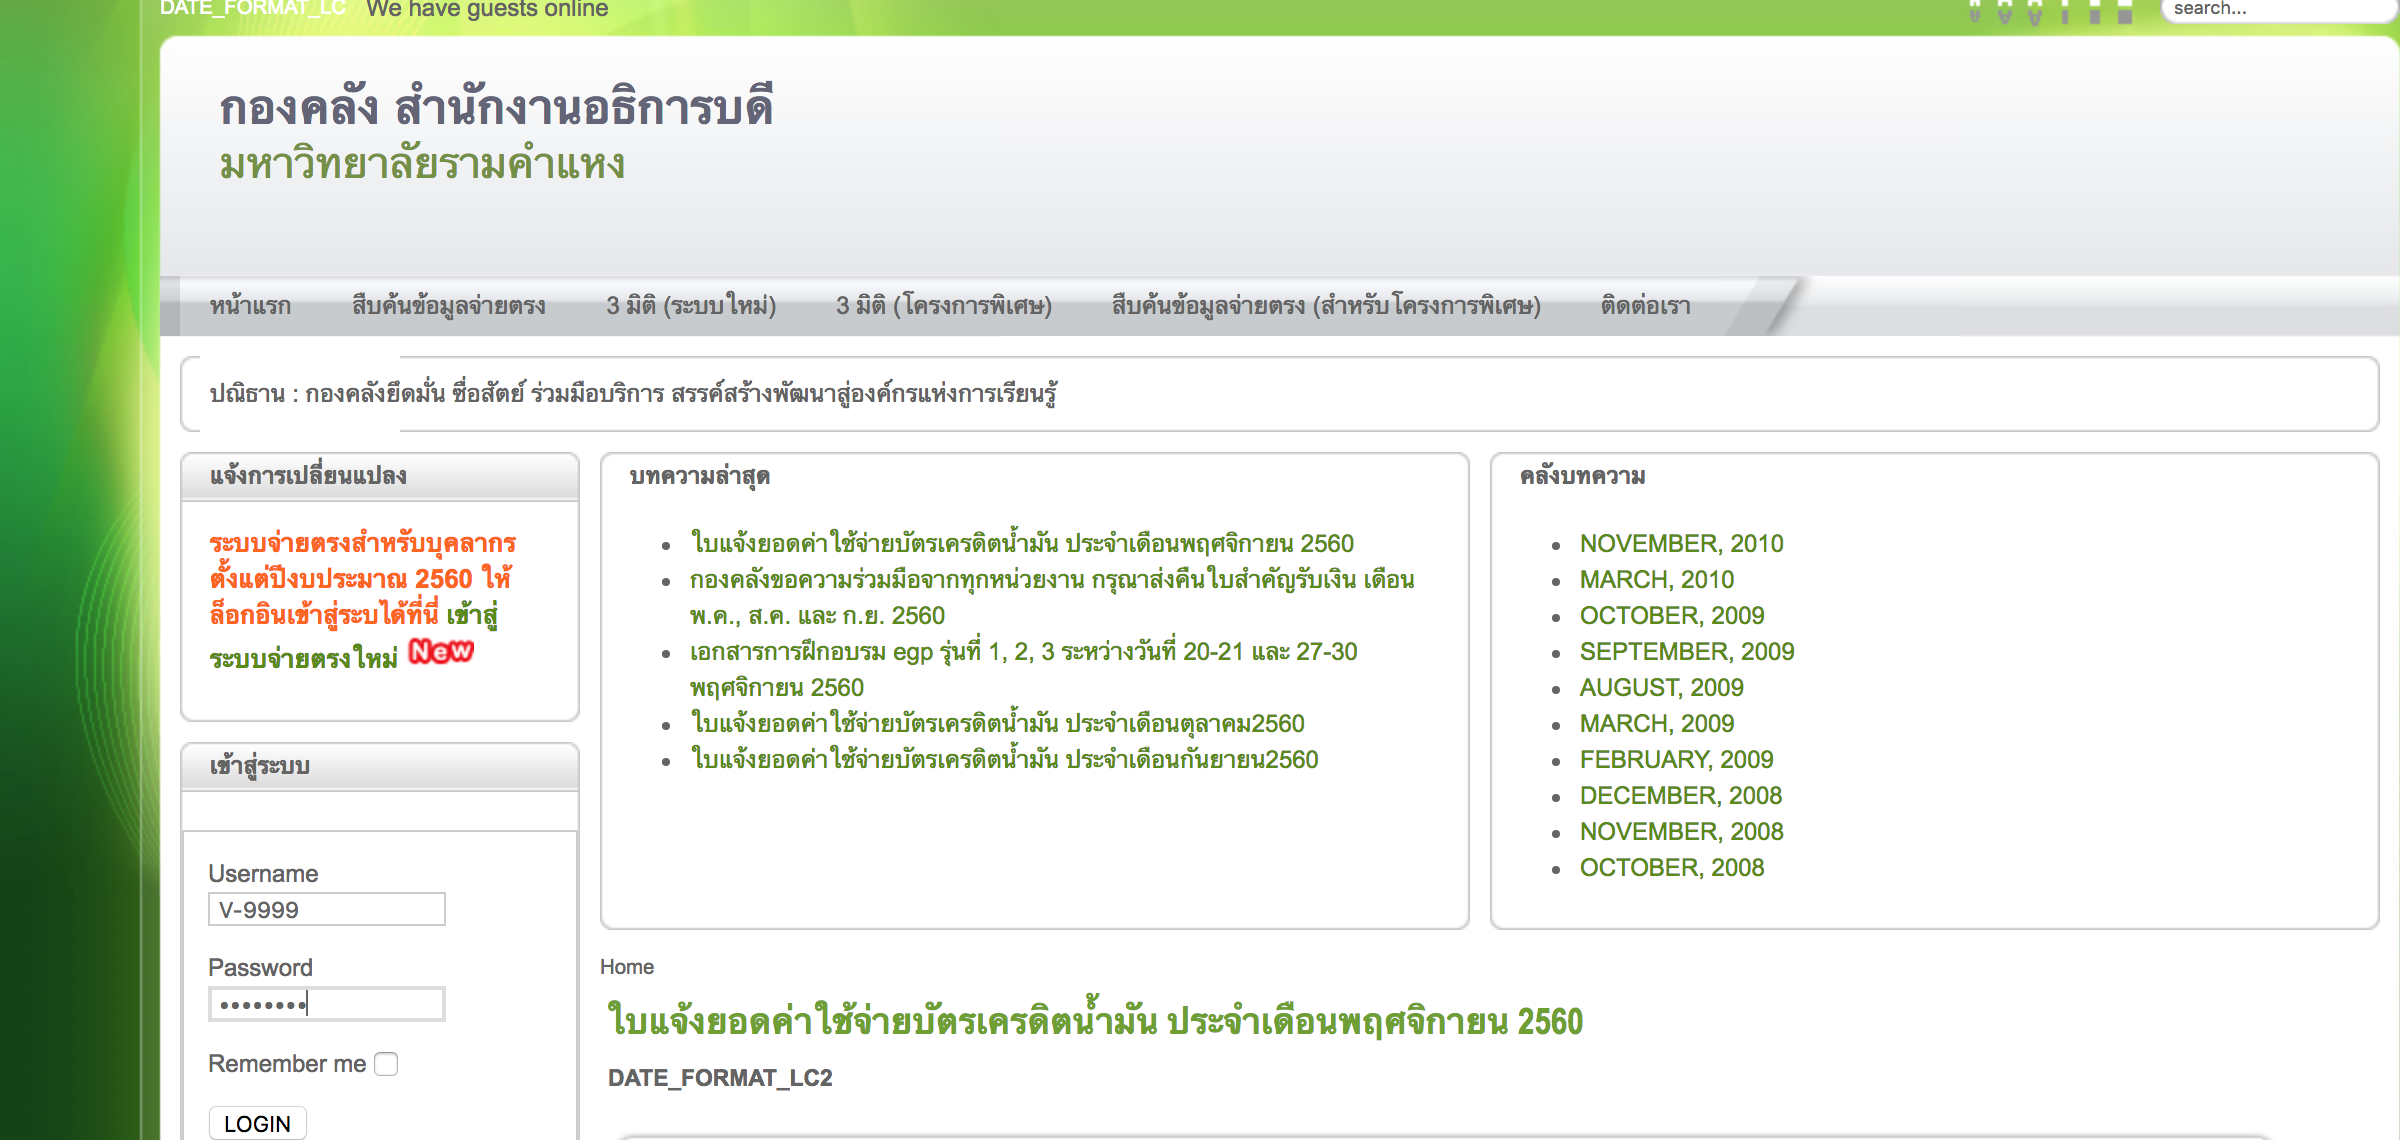 DATE_FORMAT_LC We have guests online
search...
กองคลัง สำนักงานอธิการบดี
มหาวิทยาลัยรามคำแหง
หน้าแรก สืบค้นข้อมูลจ่ายตรง 3 มิติ (ระบบใหม่) 3 มิติ (โครงการพิเศษ) สืบค้นข้อมูลจ่ายตรง (สำหรับโครงการพิเศษ) ติดต่อเรา
ปณิธาน : กองคลังยึดมั่น ซื่อสัตย์ ร่วมมือบริการ สรรค์สร้างพัฒนาสู่องค์กรแห่งการเรียนรู้
แจ้งการเปลี่ยนแปลง
ระบบจ่ายตรงสำหรับบุคลากร
ตั้งแต่ปีงบประมาณ 2560 ให้
ล็อกอินเข้าสู่ระบได้ที่นี่ เข้าสู่
ระบบจ่ายตรงใหม่ New
เข้าสู่ระบบ
Username
V-9999
Password
••••••••
Remember me
LOGIN
บทความล่าสุด
ใบแจ้งยอดค่าใช้จ่ายบัตรเครดิตน้ำมัน ประจำเดือนพฤศจิกายน 2560
กองคลังขอความร่วมมือจากทุกหน่วยงาน กรุณาส่งคืนใบสำคัญรับเงิน เดือน
พ.ค., ส.ค. และ ก.ย. 2560
เอกสารการฝึกอบรม egp รุ่นที่ 1, 2, 3 ระหว่างวันที่ 20-21 และ 27-30
พฤศจิกายน 2560
ใบแจ้งยอดค่าใช้จ่ายบัตรเครดิตน้ำมัน ประจำเดือนตุลาคม2560
ใบแจ้งยอดค่าใช้จ่ายบัตรเครดิตน้ำมัน ประจำเดือนกันยายน2560
คลังบทความ
NOVEMBER, 2010
MARCH, 2010
OCTOBER, 2009
SEPTEMBER, 2009
AUGUST, 2009
MARCH, 2009
FEBRUARY, 2009
DECEMBER, 2008
NOVEMBER, 2008
OCTOBER, 2008
Home
ใบแจ้งยอดค่าใช้จ่ายบัตรเครดิตน้ำมัน ประจำเดือนพฤศจิกายน 2560
DATE_FORMAT_LC2